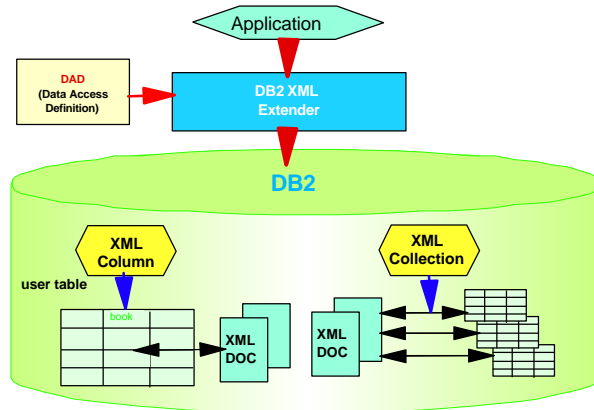 Application
DAD
(Data Access
Definition)
DB2 XML
Extender
DB2
XML
Column
XML
Collection
user table
book
XML
DOC
XML
DOC